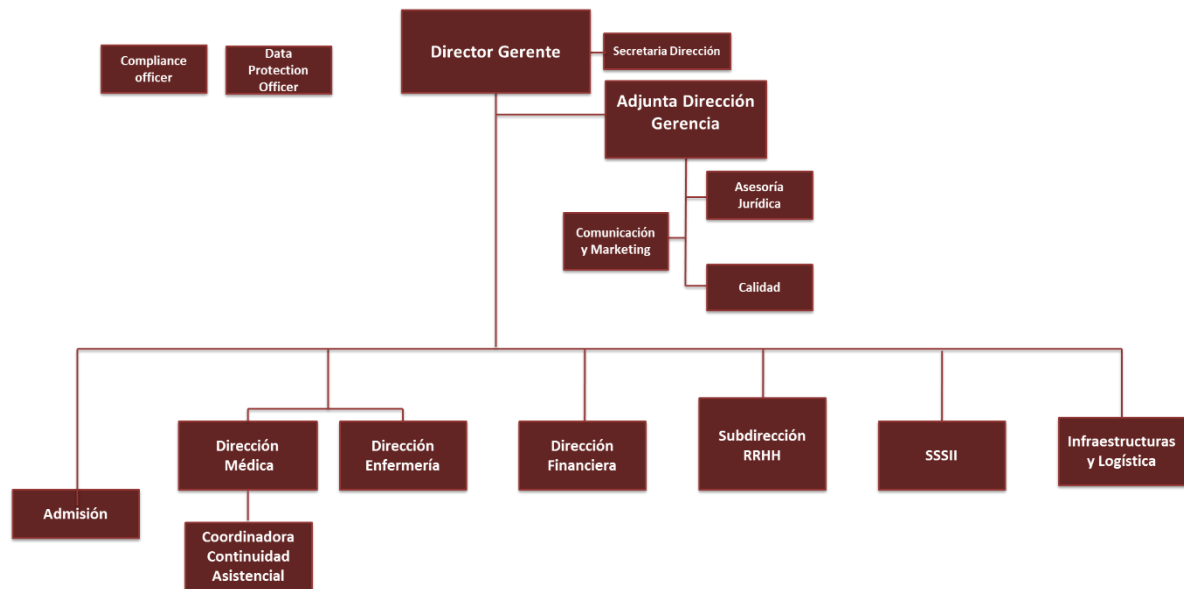 Director Gerente
Secretaria Dirección
Compliance
officer
Data
Protection
Officer
Adjunta Dirección
Gerencia
Asesoría
Jurídica
Comunicación
y Marketing
Calidad
Dirección
Médica
Dirección
Enfermería
Dirección
Financiera
Subdirección
RRHH
SSSII
Infraestructuras
y Logística
Admisión
Coordinadora
Continuidad
Asistencial